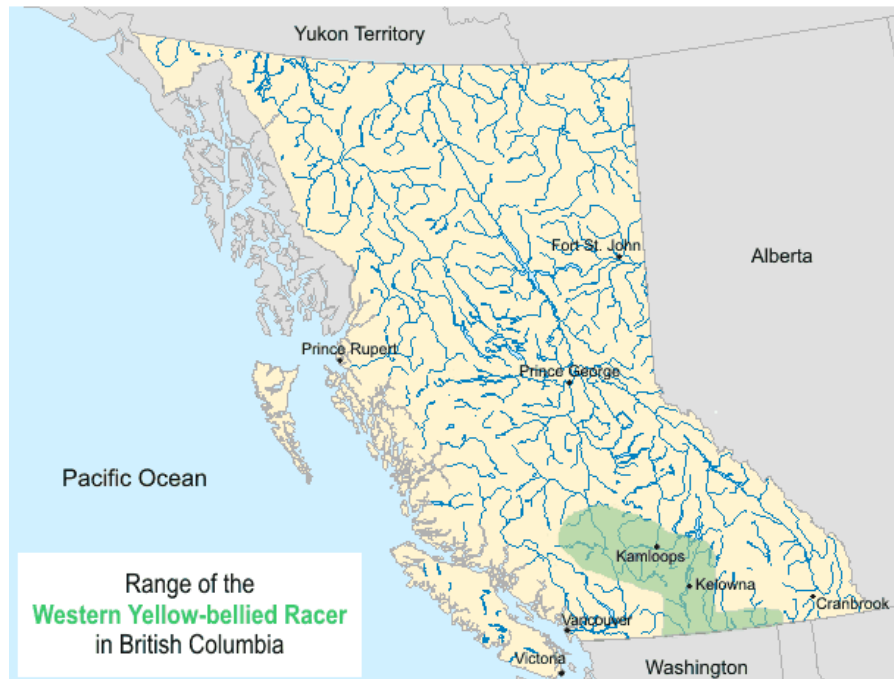 Yukon Territory
Fort St. John
Alberta
Prince Rupert
Prince George
Pacific Ocean
Kamloops
Kelowna
Cranbrook
Vancouver
Victoria
Washington
Range of the
Western Yellow-bellied Racer
in British Columbia